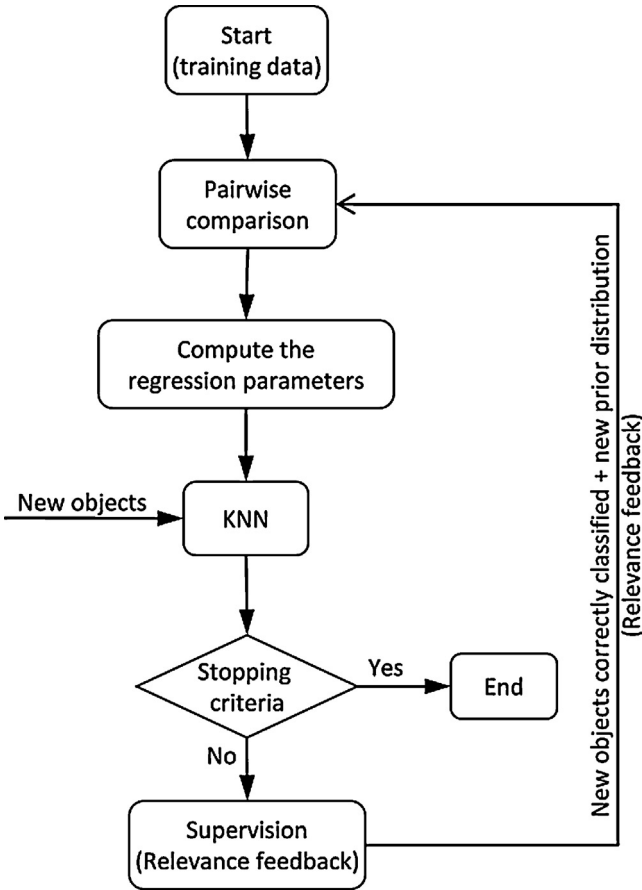 Start
(training data)
Pairwise
comparison
Compute the
regression parameters
New objects
KNN
Stopping
criteria
Yes
End
No
Supervision
(Relevance feedback)
New objects correctly classified + new prior distribution
(Relevance feedback)